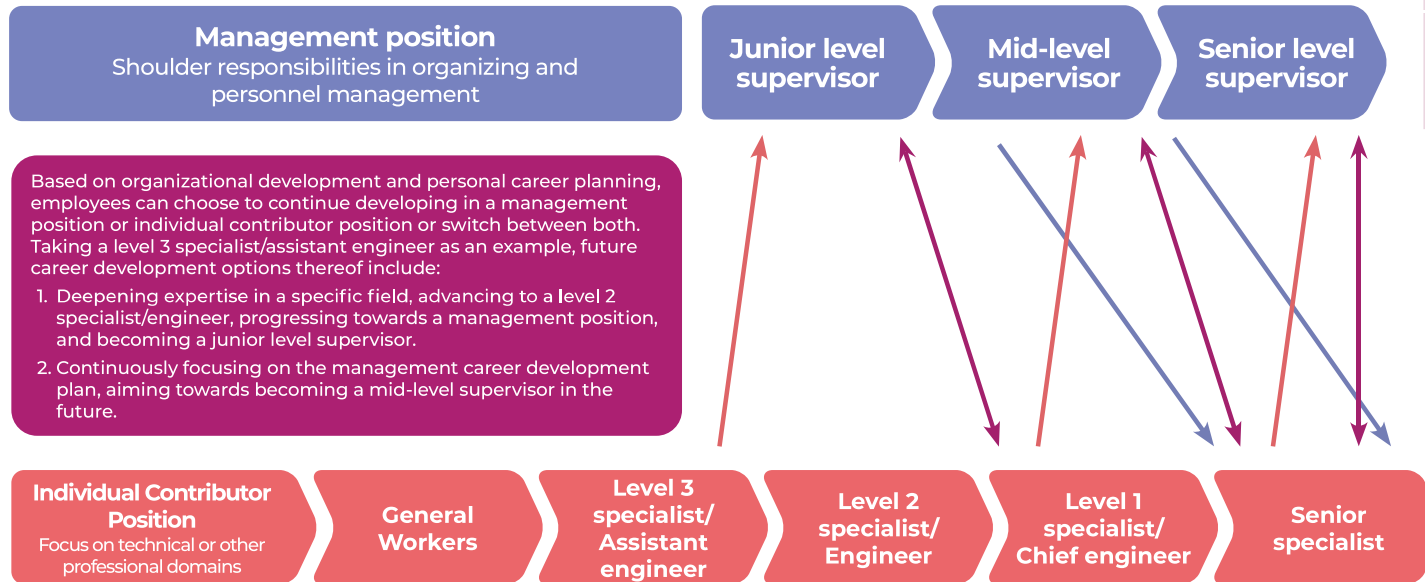 Management position
Shoulder responsibilities in organizing and
personnel management
Junior level
supervisor
Mid-level
supervisor
Senior level
supervisor
Based on organizational development and personal career planning,
employees can choose to continue developing in a management
position or individual contributor position or switch between both.
Taking a level 3 specialist/assistant engineer as an example, future
career development options thereof include:
1. Deepening expertise in a specific field, advancing to a level 2
specialist/engineer, progressing towards a management position,
and becoming a junior level supervisor.
2. Continuously focusing on the management career development
plan, aiming towards becoming a mid-level supervisor in the
future.
Individual Contributor
Position
Focus on technical or other
professional domains
General
Workers
Level 3
specialist/
Assistant
engineer
Level 2
specialist/
Engineer
Level 1
specialist/
Chief engineer
Senior
specialist